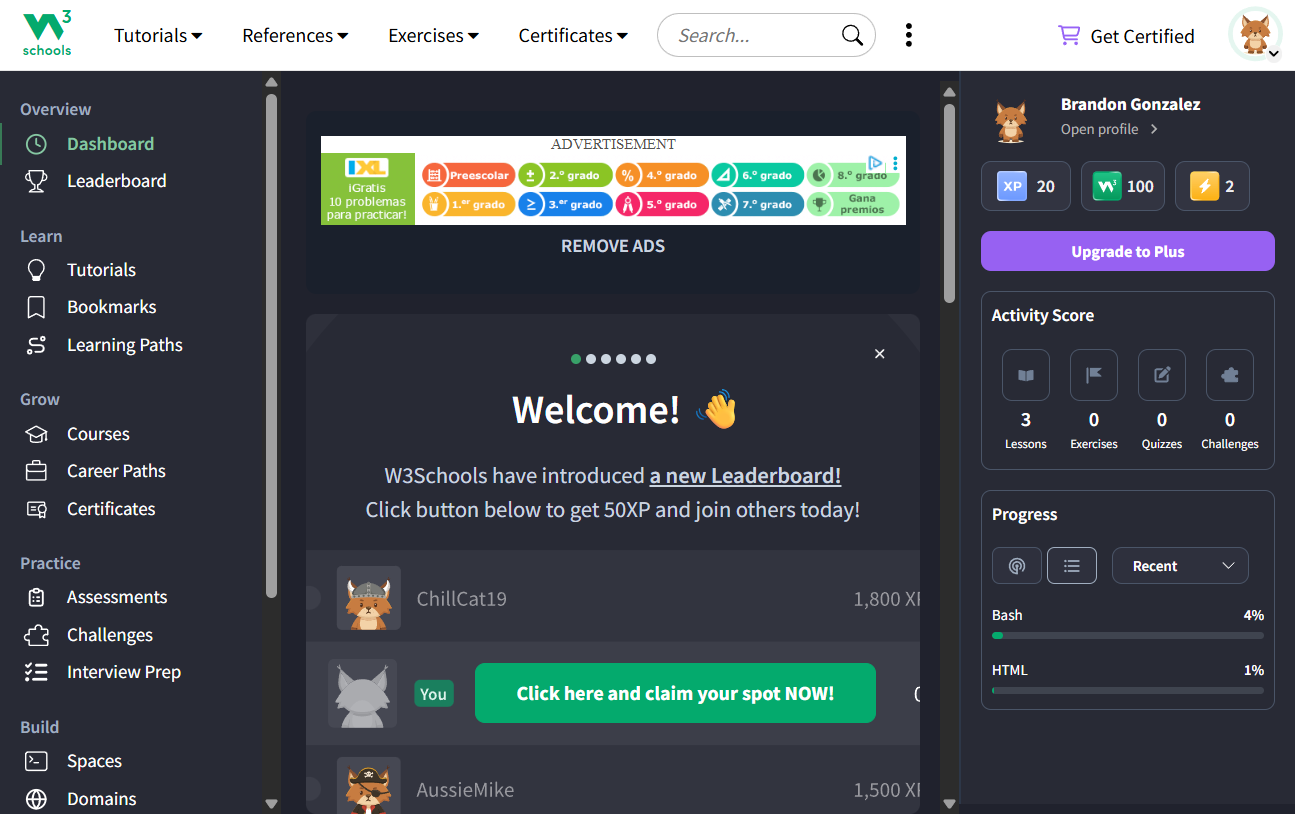 W3
schools
Tutorials
References
Exercises
Certificates
Search...
Get Certified
Overview
Dashboard
Leaderboard
Learn
Tutorials
Bookmarks
Learning Paths
Grow
Courses
Career Paths
Certificates
Practice
Assessments
Challenges
Interview Prep
Build
Spaces
Domains
ADVERTISEMENT
IXL
¡Gratis
10 problemas
para practicar!
Preescolar
2.º grado
4.º grado
6.º grado
8.º grado
1.er grado
3.er grado
5.º grado
7.º grado
Gana
premios
REMOVE ADS
Welcome!
W3Schools have introduced a new Leaderboard!
Click button below to get 50XP and join others today!
ChillCat19
1,800 XP
You
Click here and claim your spot NOW!
AussieMike
1,500 XP
Brandon Gonzalez
Open profile
XP 20
W3 100
2
Upgrade to Plus
Activity Score
3
0
0
0
Lessons
Exercises
Quizzes
Challenges
Progress
Recent
Bash
4%
HTML
1%